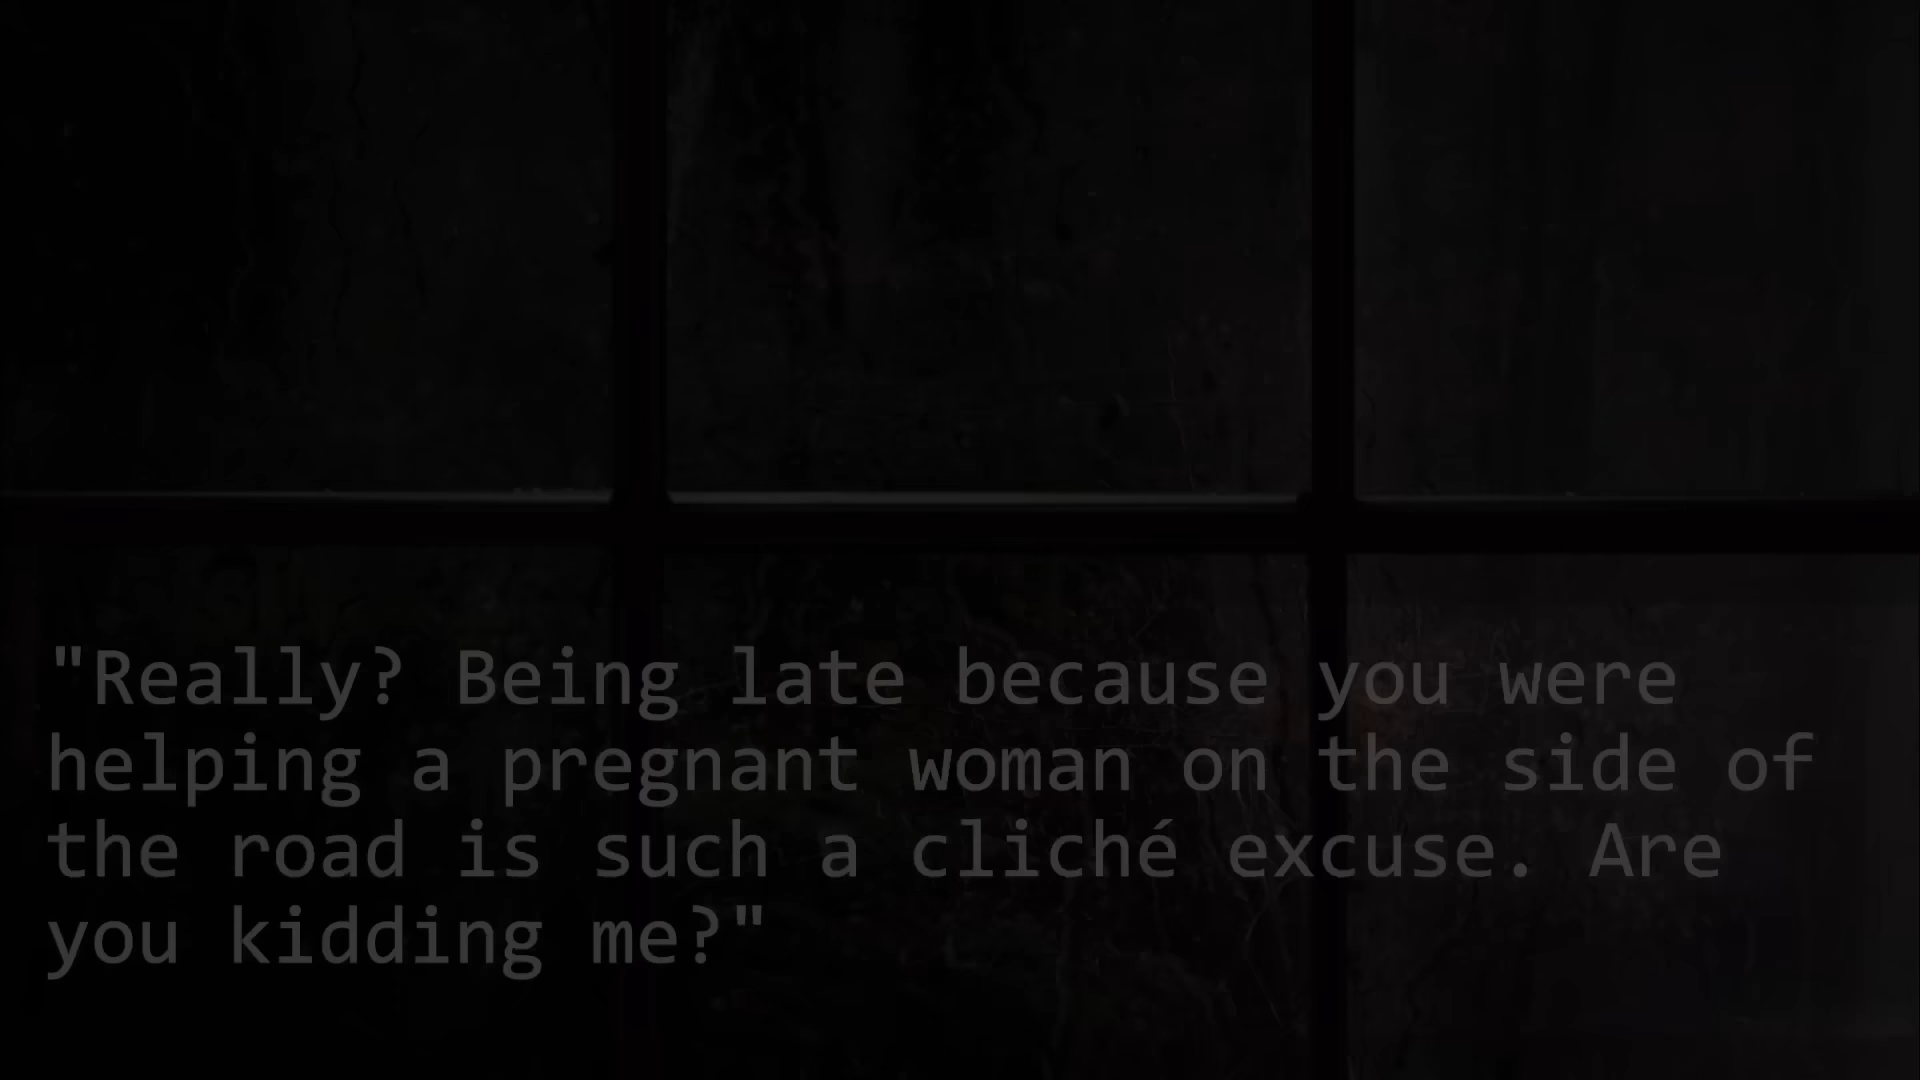 "Really? Being late because you were
helping a pregnant woman on the side of
the road is such a cliché excuse. Are
you kidding me?"